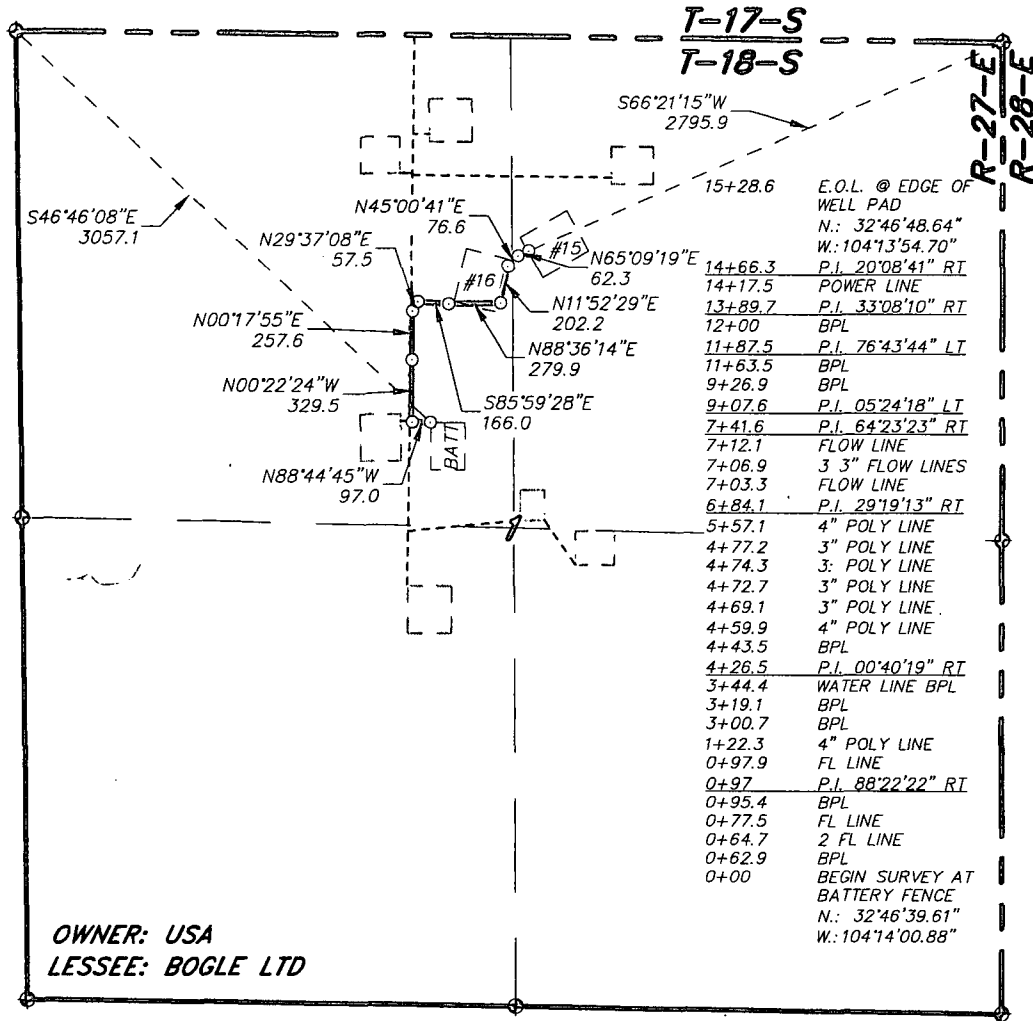 T-17-S
T-18-S
R-27-E
R-28-E
S66°21'15"W
2795.9
S46°46'08"E
3057.1
N45°00'41"E
76.6
N29°37'08"E
57.5
#15
N65°09'19"E
62.3
#16
N11°52'29"E
202.2
N00°17'55"E
257.6
N88°36'14"E
279.9
N00°22'24"W
329.5
S85°59'28"E
166.0
BATT
N88°44'45"W
97.0
15+28.6 E.O.L. @ EDGE OF
WELL PAD
N.: 32°46'48.64"
W.: 104°13'54.70"
14+66.3 P.I. 20°08'41" RT
14+17.5 POWER LINE
13+89.7 P.I. 33°08'10" RT
12+00 BPL
11+87.5 P.I. 76°43'44" LT
11+63.5 BPL
9+26.9 BPL
9+07.6 P.I. 05°24'18" LT
7+41.6 P.I. 64°23'23" RT
7+12.1 FLOW LINE
7+06.9 3 3" FLOW LINES
7+03.3 FLOW LINE
6+84.1 P.I. 29°19'13" RT
5+57.1 4" POLY LINE
4+77.2 3" POLY LINE
4+74.3 3: POLY LINE
4+72.7 3" POLY LINE
4+69.1 3" POLY LINE
4+59.9 4" POLY LINE
4+43.5 BPL
4+26.5 P.I. 00°40'19" RT
3+44.4 WATER LINE BPL
3+19.1 BPL
3+00.7 BPL
1+22.3 4" POLY LINE
0+97.9 FL LINE
0+97 P.I. 88°22'22" RT
0+95.4 BPL
0+77.5 FL LINE
0+64.7 2 FL LINE
0+62.9 BPL
0+00 BEGIN SURVEY AT
BATTERY FENCE
N.: 32°46'39.61"
W.: 104°14'00.88"
OWNER: USA
LESSEE: BOGLE LTD